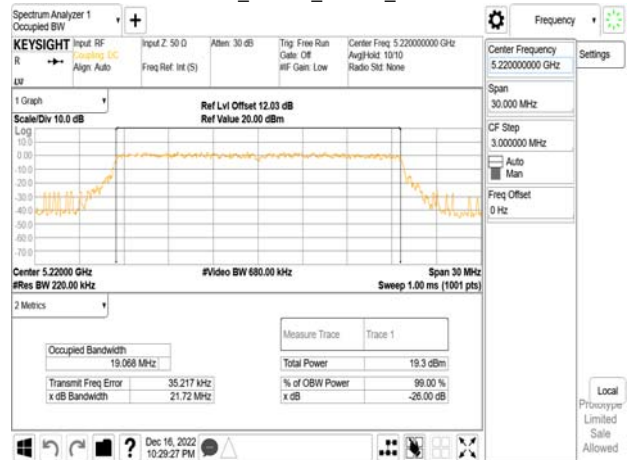 Spectrum Analyzer 1
Occupied BW
Frequency
KEYSIGHT
Input: RF
Coupling: DC
Align: Auto
Input Z: 50 Ω
Freq Ref: Int (S)
Atten: 30 dB
Trig: Free Run
Gate: Off
#IF Gain: Low
Center Freq: 5.220000000 GHz
Avg|Hold: 10/10
Radio Std: None
R
LXI
Center Frequency
5.220000000 GHz
Settings
Span
30.000 MHz
CF Step
3.000000 MHz
Auto
Man
Freq Offset
0 Hz
1 Graph
Scale/Div 10.0 dB
Ref Lvl Offset 12.03 dB
Ref Value 20.00 dBm
Log
10.0
0.00
-10.0
-20.0
-30.0
-40.0
-50.0
-60.0
-70.0
Center 5.22000 GHz
#Res BW 220.00 kHz
#Video BW 680.00 kHz
Span 30 MHz
Sweep 1.00 ms (1001 pts)
2 Metrics
Measure Trace
Trace 1
Occupied Bandwidth
19.068 MHz
Total Power
19.3 dBm
Transmit Freq Error
35.217 kHz
% of OBW Power
99.00 %
x dB Bandwidth
21.72 MHz
x dB
-26.00 dB
Local
Prototype
Limited
Sale
Allowed
?
Dec 16, 2022
10:29:27 PM